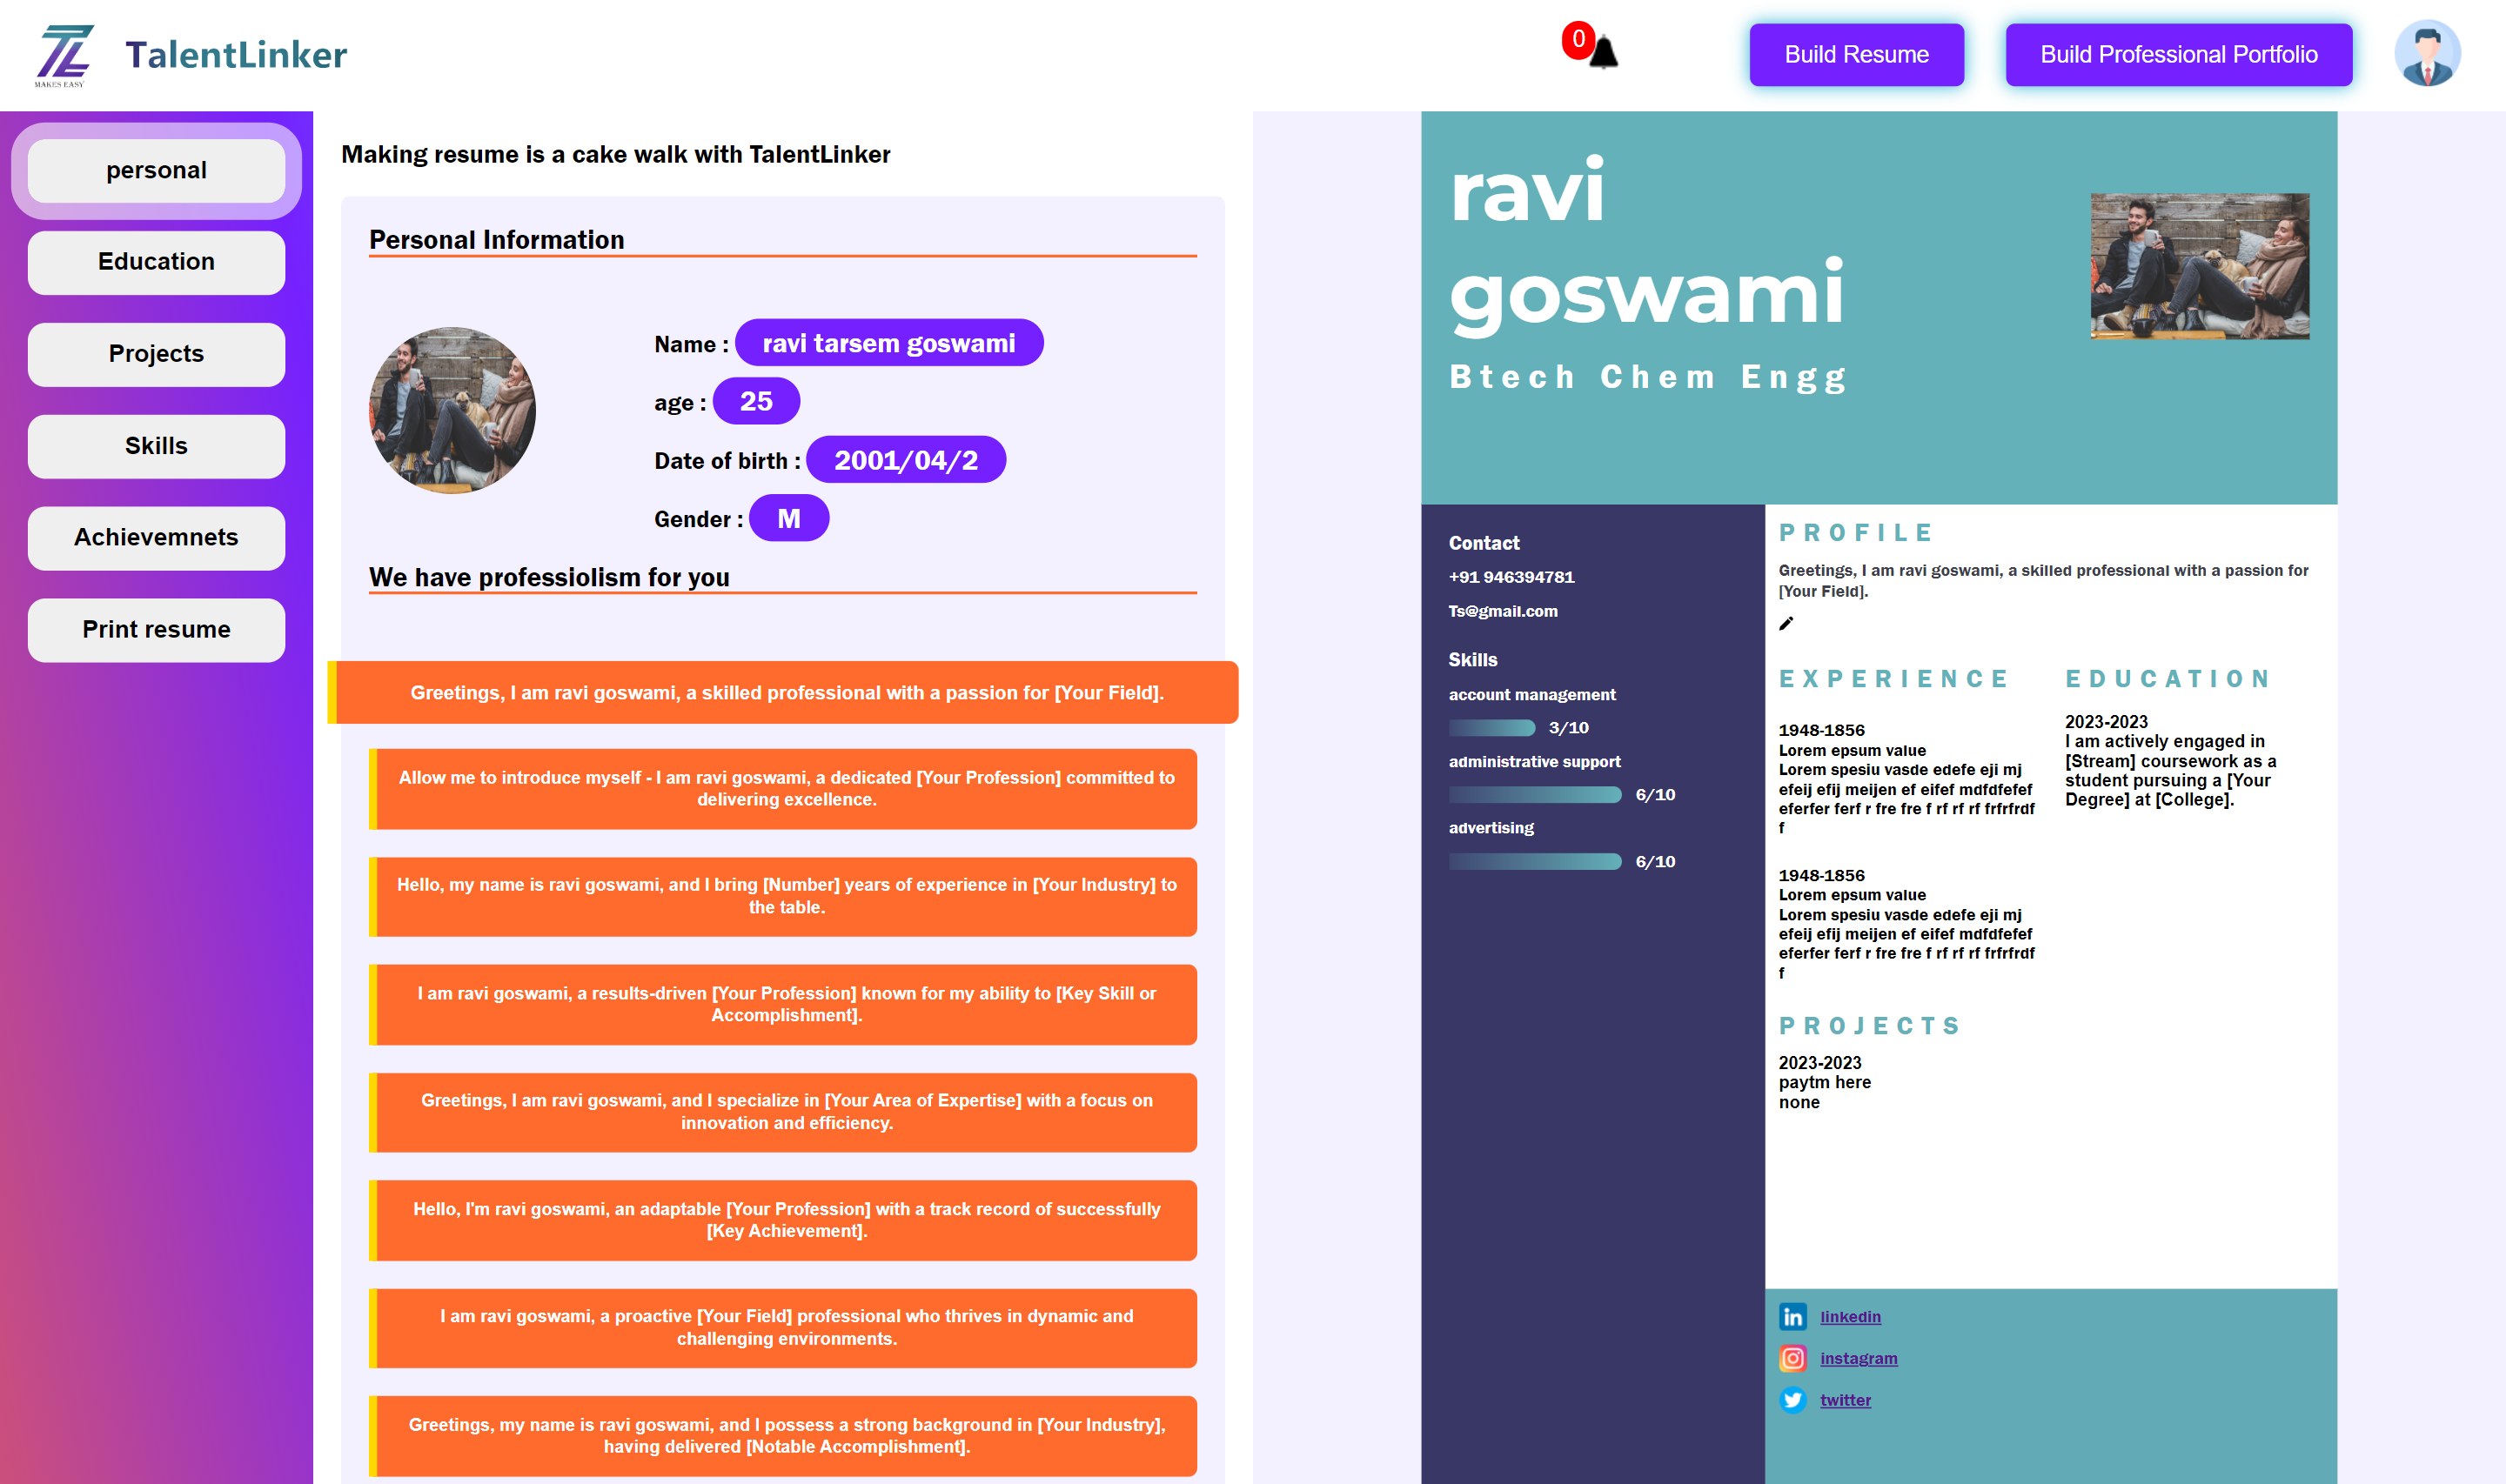 TL
MAKES EASY
TalentLinker
0
Build Resume
Build Professional Portfolio
personal
Education
Projects
Skills
Achievemnets
Print resume
Making resume is a cake walk with TalentLinker
Personal Information
Name : ravi tarsem goswami
age : 25
Date of birth : 2001/04/2
Gender : M
We have professiolism for you
Greetings, I am ravi goswami, a skilled professional with a passion for [Your Field].
Allow me to introduce myself - I am ravi goswami, a dedicated [Your Profession] committed to
delivering excellence.
Hello, my name is ravi goswami, and I bring [Number] years of experience in [Your Industry] to
the table.
I am ravi goswami, a results-driven [Your Profession] known for my ability to [Key Skill or
Accomplishment].
Greetings, I am ravi goswami, and I specialize in [Your Area of Expertise] with a focus on
innovation and efficiency.
Hello, I'm ravi goswami, an adaptable [Your Profession] with a track record of successfully
[Key Achievement].
I am ravi goswami, a proactive [Your Field] professional who thrives in dynamic and
challenging environments.
Greetings, my name is ravi goswami, and I possess a strong background in [Your Industry],
having delivered [Notable Accomplishment].
ravi
goswami
Btech Chem Engg
Contact
+91 946394781
Ts@gmail.com
Skills
account management
3/10
administrative support
6/10
advertising
6/10
PROFILE
Greetings, I am ravi goswami, a skilled professional with a passion for
[Your Field].
EXPERIENCE
1948-1856
Lorem epsum value
Lorem spesiu vasde edefe eji mj
efeij efij meijen ef eifef mdfdfefef
eferfer ferf r fre fre f rf rf rf frfrfrdf
f
1948-1856
Lorem epsum value
Lorem spesiu vasde edefe eji mj
efeij efij meijen ef eifef mdfdfefef
eferfer ferf r fre fre f rf rf rf frfrfrdf
f
EDUCATION
2023-2023
I am actively engaged in
[Stream] coursework as a
student pursuing a [Your
Degree] at [College].
PROJECTS
2023-2023
paytm here
none
in
linkedin
instagram
twitter